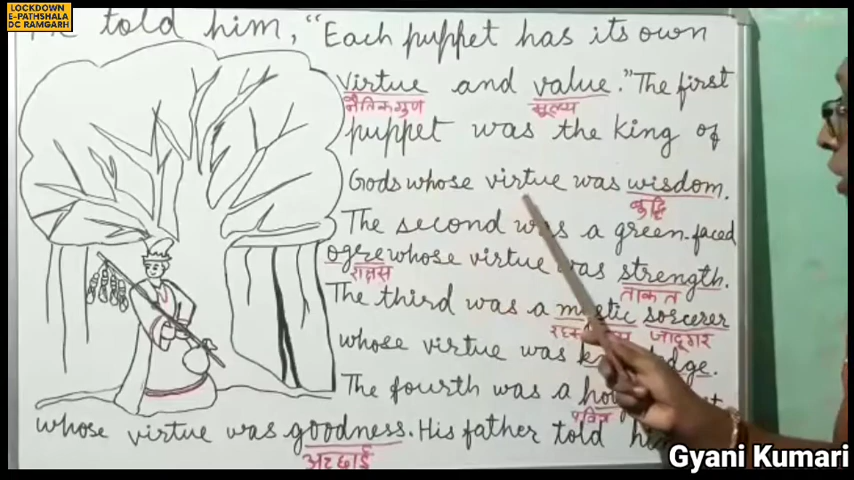 LOCKDOWN
E-PATHSHALA
DC RAMGARH
told him, "Each puppet has its own
virtue and value." The first
नैतिकगुण मूल्य
puppet was the king of
Gods whose virtue was wisdom.
बुद्धि
The second was a green-faced
ogre whose virtue was strength.
राक्षस ताकत
The third was a sorcerer
जादूगर
whose virtue was
The fourth was a
पवित्र
whose virtue was goodness. His father told
अच्छाई
Gyani Kumari